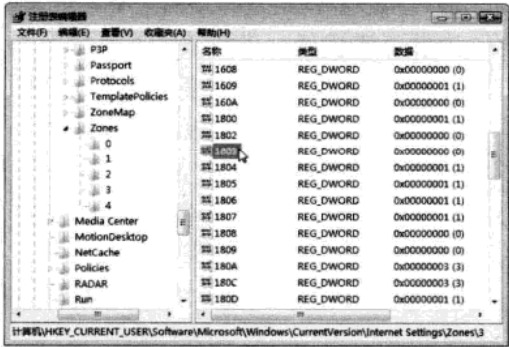 注册表编辑器
文件(F) 编辑(E) 查看(V) 收藏夹(A) 帮助(H)
P3P
Passport
Protocols
TemplatePolicies
ZoneMap
Zones
0
1
2
3
4
Media Center
MotionDesktop
NetCache
Policies
RADAR
Run
名称 类型 数据
1608 REG_DWORD 0x00000000 (0)
1609 REG_DWORD 0x00000001 (1)
160A REG_DWORD 0x00000000 (0)
1800 REG_DWORD 0x00000001 (1)
1802 REG_DWORD 0x00000000 (0)
1803 REG_DWORD 0x00000000 (0)
1804 REG_DWORD 0x00000001 (1)
1805 REG_DWORD 0x00000001 (1)
1806 REG_DWORD 0x00000001 (1)
1807 REG_DWORD 0x00000001 (1)
1808 REG_DWORD 0x00000000 (0)
1809 REG_DWORD 0x00000000 (0)
180A REG_DWORD 0x00000003 (3)
180C REG_DWORD 0x00000003 (3)
180D REG_DWORD 0x00000001 (1)
计算机\HKEY_CURRENT_USER\Software\Microsoft\Windows\CurrentVersion\Internet Settings\Zones\3